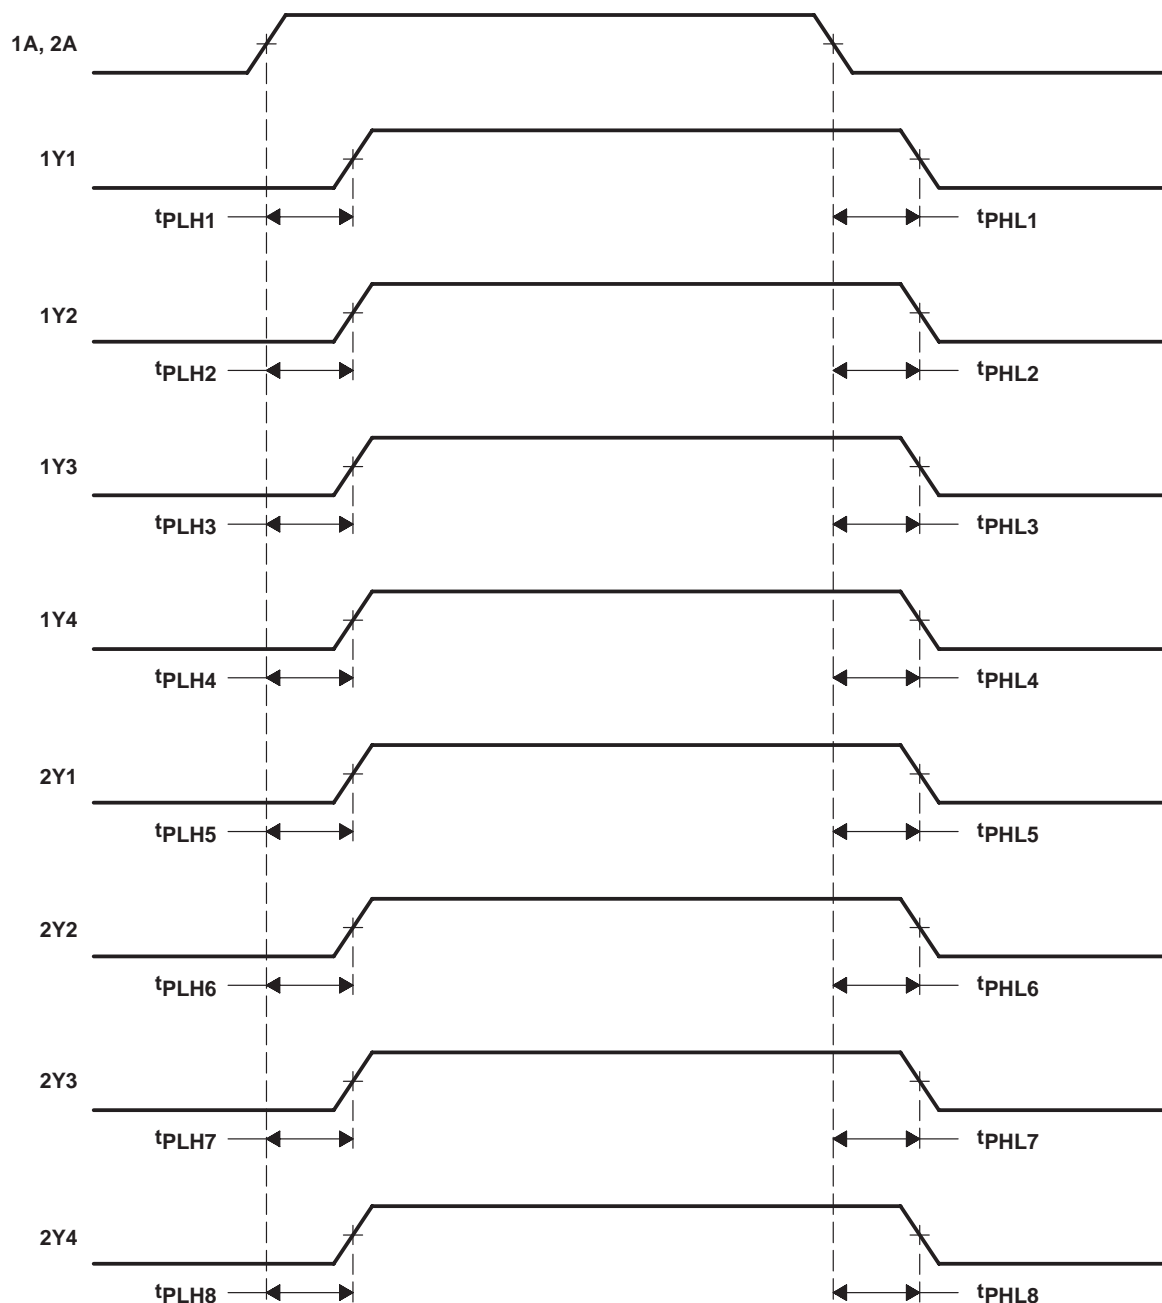 1A, 2A
1Y1
tPLH1 tPHL1
1Y2
tPLH2 tPHL2
1Y3
tPLH3 tPHL3
1Y4
tPLH4 tPHL4
2Y1
tPLH5 tPHL5
2Y2
tPLH6 tPHL6
2Y3
tPLH7 tPHL7
2Y4
tPLH8 tPHL8